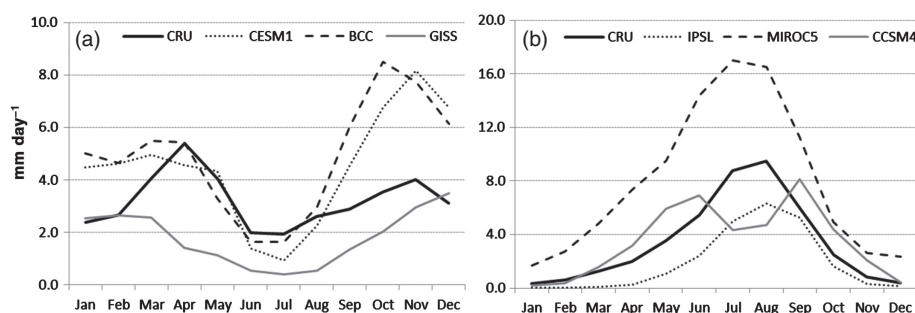 (a) CRU CESM1 BCC GISS
10.0
8.0
6.0
4.0
2.0
0.0
mm day⁻¹
Jan Feb Mar Apr May Jun Jul Aug Sep Oct Nov Dec
(b) CRU IPSL MIROC5 CCSM4
20.0
16.0
12.0
8.0
4.0
0.0
Jan Feb Mar Apr May Jun Jul Aug Sep Oct Nov Dec